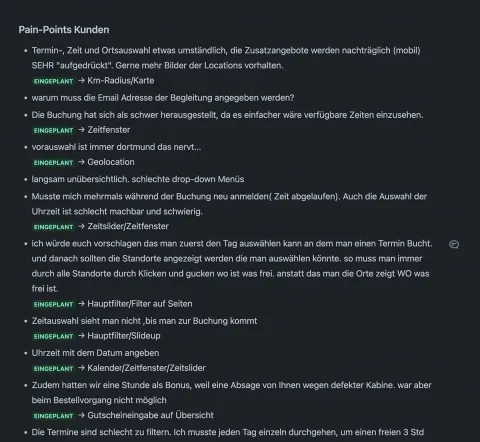 Pain-Points Kunden
• Termin-, Zeit und Ortsauswahl etwas umständlich, die Zusatzangebote werden nachträglich (mobil)
SEHR "aufgedrückt". Gerne mehr Bilder der Locations vorhalten.
EINGEPLANT → Km-Radius/Karte
• warum muss die Email Adresse der Begleitung angegeben werden?
• Die Buchung hat sich als schwer herausgestellt, da es einfacher wäre verfügbare Zeiten einzusehen.
EINGEPLANT → Zeitfenster
• vorauswahl ist immer dortmund das nervt...
EINGEPLANT → Geolocation
• langsam unübersichtlich. schlechte drop-down Menüs
• Musste mich mehrmals während der Buchung neu anmelden( Zeit abgelaufen). Auch die Auswahl der
Uhrzeit ist schlecht machbar und schwierig.
EINGEPLANT → Zeitslider/Zeitfenster
• ich würde euch vorschlagen das man zuerst den Tag auswählen kann an dem man einen Termin Bucht.
und danach sollten die Standorte angezeigt werden die man auswählen könnte. so muss man immer
durch alle Standorte durch Klicken und gucken wo ist was frei. anstatt das man die Orte zeigt WO was
frei ist.
EINGEPLANT → Hauptfilter/Filter auf Seiten
• Zeitauswahl sieht man nicht ,bis man zur Buchung kommt
EINGEPLANT → Hauptfilter/Slideup
• Uhrzeit mit dem Datum angeben
EINGEPLANT → Kalender/Zeitfenster/Zeitslider
• Zudem hatten wir eine Stunde als Bonus, weil eine Absage von Ihnen wegen defekter Kabine. war aber
beim Bestellvorgang nicht möglich
EINGEPLANT → Gutscheineingabe auf Übersicht
• Die Termine sind schlecht zu filtern. Ich musste jeden Tag einzeln durchgehen, um einen freien 3 Std